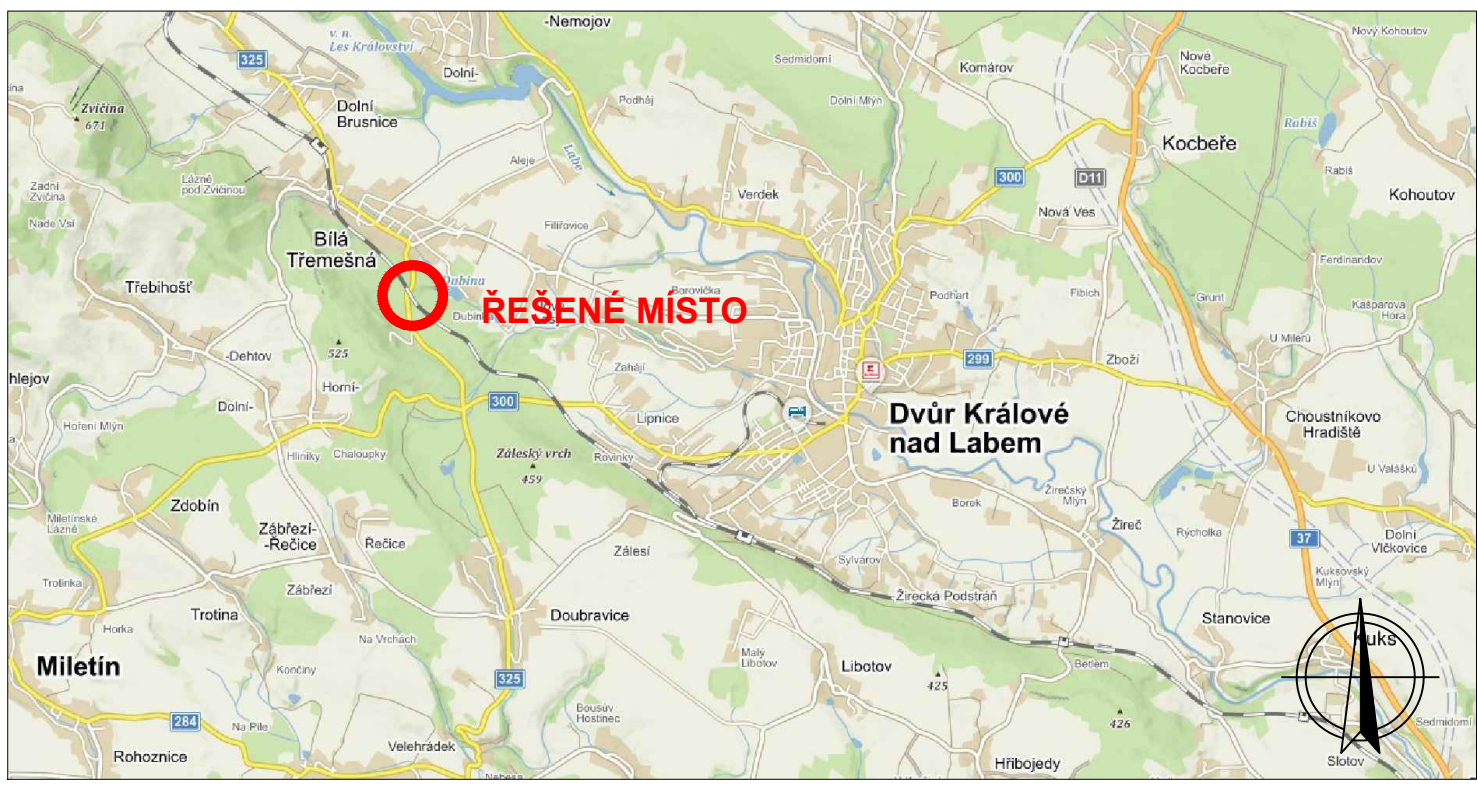 -Nemojov
v. n.
Les Království
325
Dolní-
Sedmidomí
Komárov
Nové
Kocbeře
Nový Kohoutov
Zvičina
671
Dolní
Brusnice
Podháj
Dolní Mlýn
Rabiš
Kocbeře
Labe
Aleje
Lázně
pod Zvičinou
Zadní
Zvičina
Verdek
300
D11
Rabiš
Kohoutov
Nade Vsí
Filířovice
Nová Ves
Bílá
Třemešná
Ferdinandov
Třebihošť
Borovička
Podhart
Fibich
Grunt
Kašparova
Hora
ŘEŠENÉ MÍSTO
-Dehtov
525
U Mlerů
299
Zboží
Zahájí
Horní-
Dolní-
300
Lipnice
Dvůr Králové
nad Labem
Choustníkovo
Hradiště
Hoření Mlýn
Hliníky
Chaloupky
Záleský vrch
459
Rovinky
U Valášků
Zdobín
Borek
Žirečský
Mlýn
Miletínské
Lázně
Zábřezí-
-Řečice
Řečice
Zálesí
Žireč
Rýcholka
37
Dolní
Vlčkovice
Sylvárov
Kuksovský
Mlýn
Trotinka
Zábřezí
Žirecká Podstráň
Trotina
Doubravice
Stanovice
Horka
Na Vrchách
Kuks
Miletín
Končiny
325
Malý
Libotov
Libotov
Betlém
425
426
284
Na Pile
Bousův
Hostinec
Sedmidomí
Velehrádek
Rohoznice
Hřibojedy
Slotov